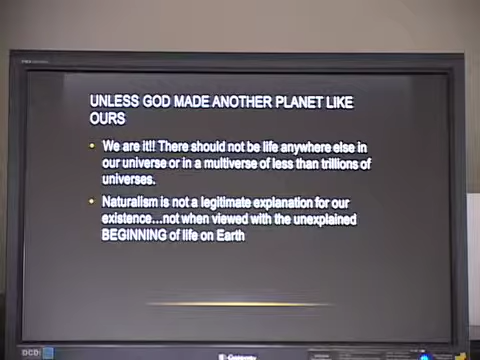 UNLESS GOD MADE ANOTHER PLANET LIKE
OURS
• We are it!! There should not be life anywhere else in
our universe or in a multiverse of less than trillions of
universes.
• Naturalism is not a legitimate explanation for our
existence...not when viewed with the unexplained
BEGINNING of life on Earth
DCDi
Gateway